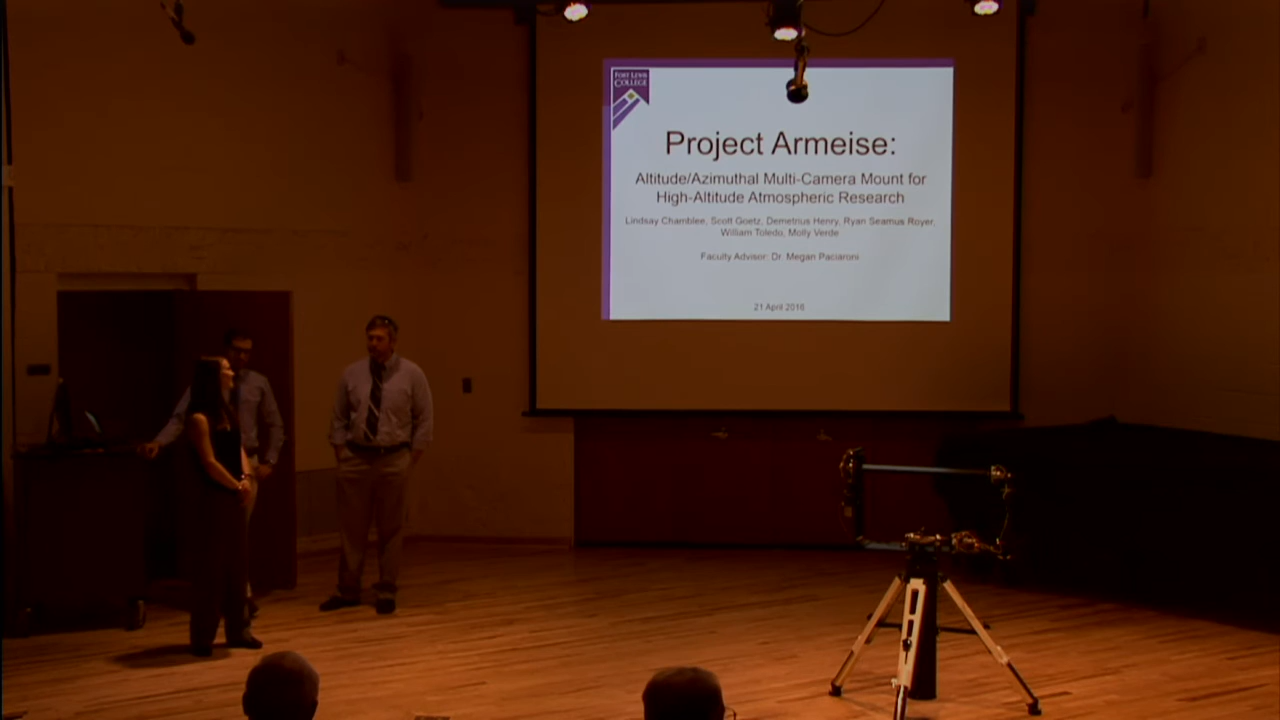 FORT LEWIS
COLLEGE
Project Armeise:
Altitude/Azimuthal Multi-Camera Mount for
High-Altitude Atmospheric Research
Lindsay Chamblee, Scott Goetz, Demetrius Henry, Ryan Seamus Royer,
William Toledo, Molly Verde
Faculty Advisor: Dr. Megan Paciaroni
21 April 2016